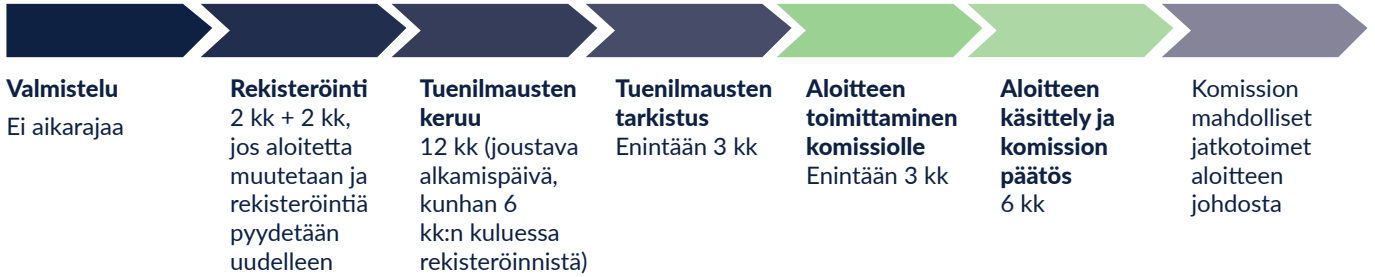 Valmistelu
Ei aikarajaa
Rekisteröinti
2 kk + 2 kk,
jos aloitetta
muutetaan ja
rekisteröintiä
pyydetään
uudelleen
Tuenilmausten
keruu
12 kk (joustava
alkamispäivä,
kunhan 6
kk:n kuluessa
rekisteröinnistä)
Tuenilmausten
tarkistus
Enintään 3 kk
Aloitteen
toimittaminen
komissiolle
Enintään 3 kk
Aloitteen
käsittely ja
komission
päätös
6 kk
Komission
mahdolliset
jatkotoimet
aloitteen
johdosta